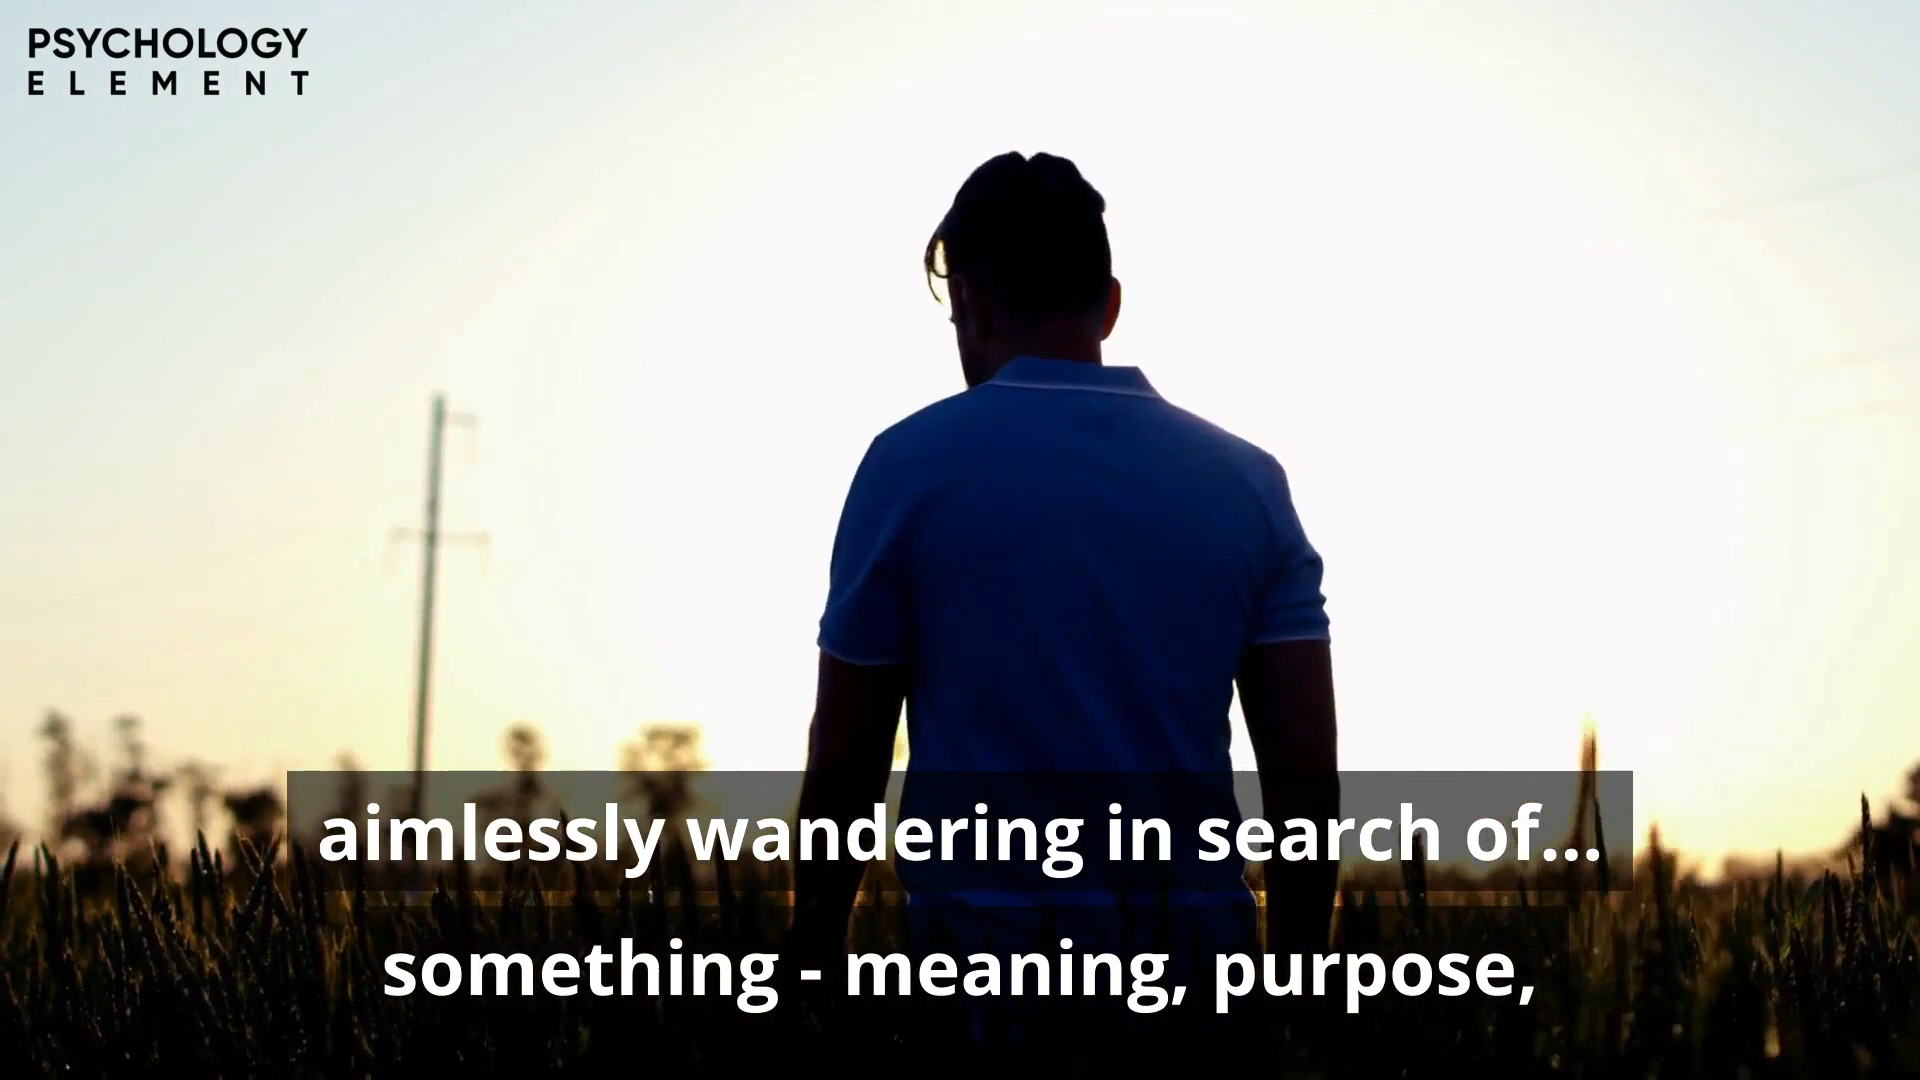 PSYCHOLOGY
ELEMENT
aimlessly wandering in search of...
something - meaning, purpose,